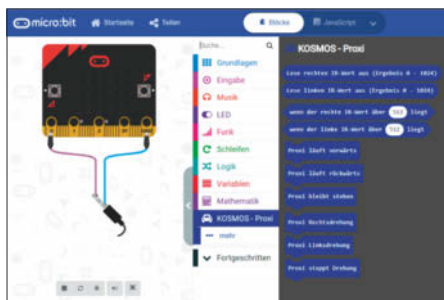 micro:bit
Startseite
Teilen
Blöcke
JavaScript
Suche...
Grundlagen
Eingabe
Musik
LED
Funk
Schleifen
Logik
Variablen
Mathematik
KOSMOS - Proxi
mehr
Fortgeschritten
KOSMOS - Proxi
Lese rechten IR-Wert aus (Ergebnis 0 - 1024)
Lese linken IR-Wert aus (Ergebnis 0 - 1024)
wenn der rechte IR-Wert über 512 liegt
wenn der linke IR-Wert über 512 liegt
Proxi läuft vorwärts
Proxi läuft rückwärts
Proxi bleibt stehen
Proxi Rechtsdrehung
Proxi Linksdrehung
Proxi stoppt Drehung